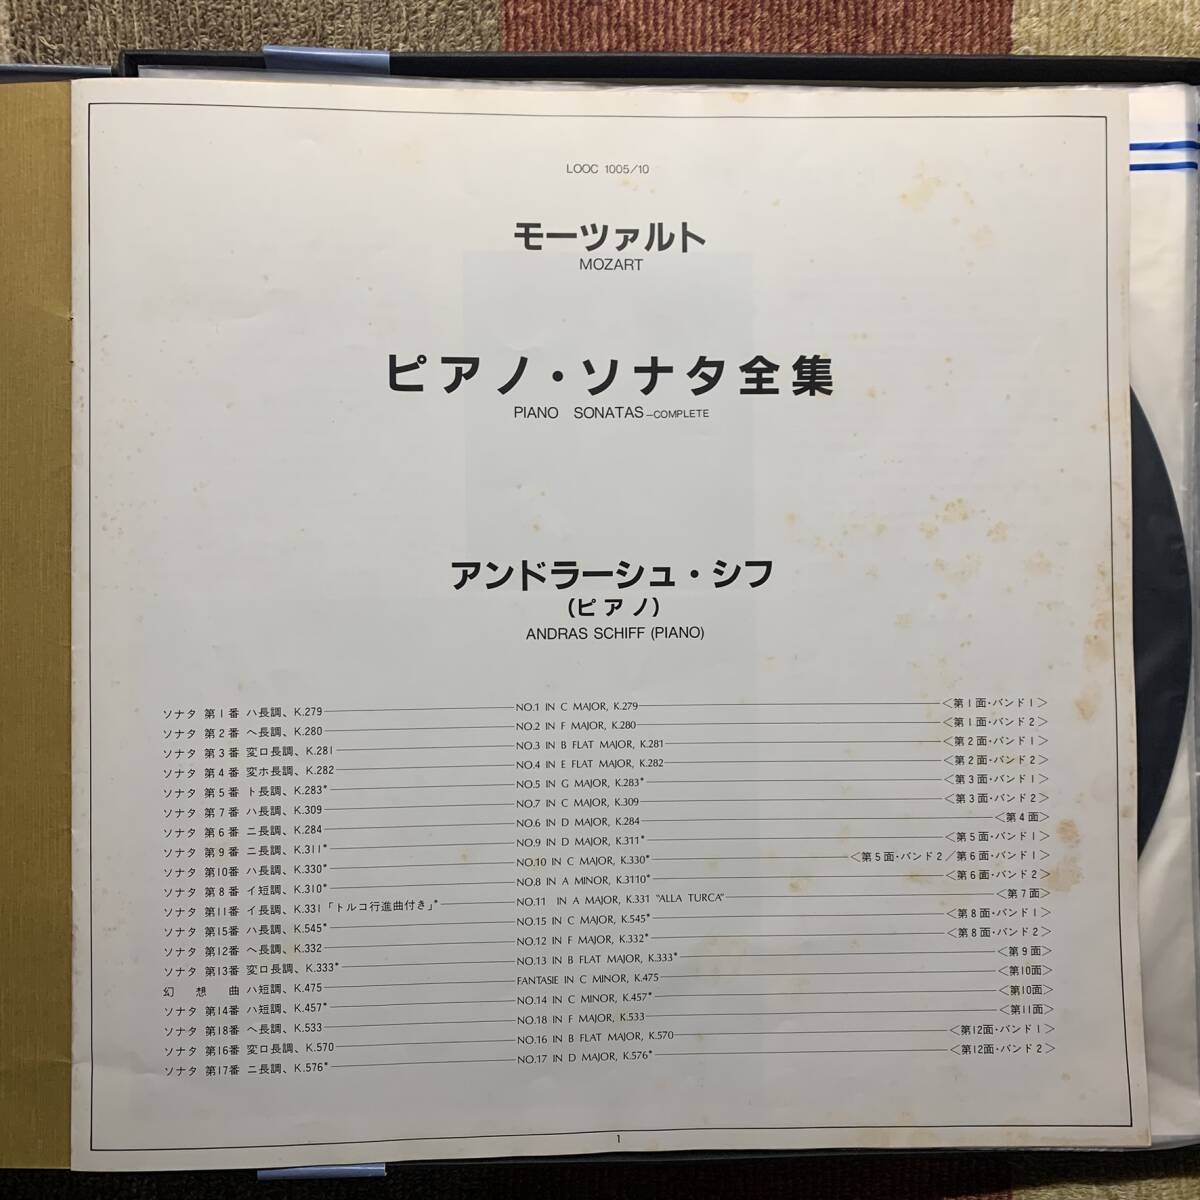 LOOC 1005/10
モーツァルト
MOZART
ピアノ・ソナタ全集
PIANO SONATAS—COMPLETE
アンドラーシュ・シフ
(ピアノ)
ANDRAS SCHIFF (PIANO)
ソナタ 第1番 ハ長調、K.279 NO.1 IN C MAJOR, K.279 <第1面・バンド1>
ソナタ 第2番 ヘ長調、K.280 NO.2 IN F MAJOR, K.280 <第1面・バンド2>
ソナタ 第3番 変ロ長調、K.281 NO.3 IN B FLAT MAJOR, K.281 <第2面・バンド1>
ソナタ 第4番 変ホ長調、K.282 NO.4 IN E FLAT MAJOR, K.282 <第2面・バンド2>
ソナタ 第5番 ト長調、K.283* NO.5 IN G MAJOR, K.283* <第3面・バンド1>
ソナタ 第7番 ハ長調、K.309 NO.7 IN C MAJOR, K.309 <第3面・バンド2>
ソナタ 第6番 ニ長調、K.284 NO.6 IN D MAJOR, K.284 <第4面>
ソナタ 第9番 ニ長調、K.311* NO.9 IN D MAJOR, K.311* <第5面・バンド1>
ソナタ 第10番 ハ長調、K.330* NO.10 IN C MAJOR, K.330* <第5面・バンド2/第6面・バンド1>
ソナタ 第8番 イ短調、K.310* NO.8 IN A MINOR, K.3110* <第6面・バンド2>
ソナタ 第11番 イ長調、K.331「トルコ行進曲付き」* NO.11 IN A MAJOR, K.331 "ALLA TURCA" <第7面>
ソナタ 第15番 ハ長調、K.545* NO.15 IN C MAJOR, K.545* <第8面・バンド1>
ソナタ 第12番 ヘ長調、K.332 NO.12 IN F MAJOR, K.332* <第8面・バンド2>
ソナタ 第13番 変ロ長調、K.333* NO.13 IN B FLAT MAJOR, K.333* <第9面>
幻想曲 ハ短調、K.475 FANTASIE IN C MINOR, K.475 <第10面>
ソナタ 第14番 ハ短調、K.457* NO.14 IN C MINOR, K.457* <第10面>
ソナタ 第18番 ヘ長調、K.533 NO.18 IN F MAJOR, K.533 <第11面>
ソナタ 第16番 変ロ長調、K.570 NO.16 IN B FLAT MAJOR, K.570 <第12面・バンド1>
ソナタ 第17番 ニ長調、K.576* NO.17 IN D MAJOR, K.576* <第12面・バンド2>
1